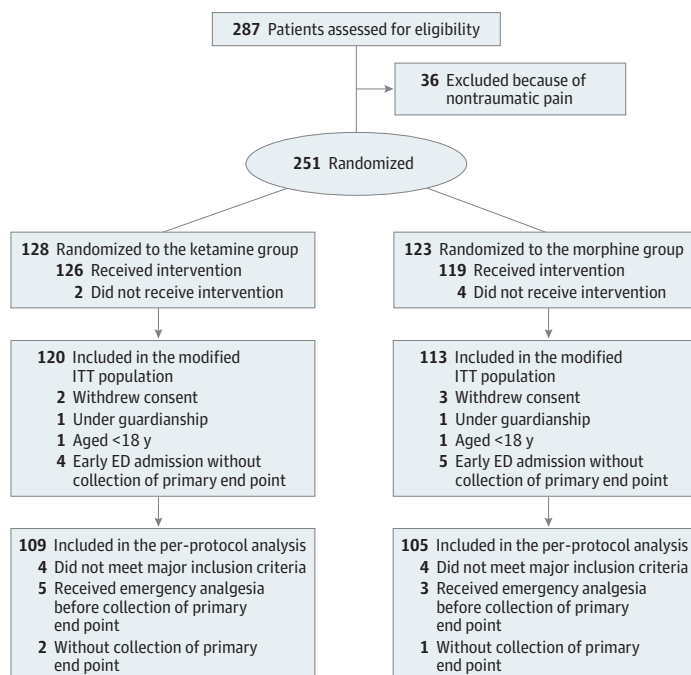 287 Patients assessed for eligibility
36 Excluded because of
nontraumatic pain
251 Randomized
128 Randomized to the ketamine group
126 Received intervention
2 Did not receive intervention
123 Randomized to the morphine group
119 Received intervention
4 Did not receive intervention
120 Included in the modified
ITT population
2 Withdrew consent
1 Under guardianship
1 Aged <18 y
4 Early ED admission without
collection of primary end point
113 Included in the modified
ITT population
3 Withdrew consent
1 Under guardianship
1 Aged <18 y
5 Early ED admission without
collection of primary end point
109 Included in the per-protocol analysis
4 Did not meet major inclusion criteria
5 Received emergency analgesia
before collection of primary
end point
2 Without collection of primary
end point
105 Included in the per-protocol analysis
4 Did not meet major inclusion criteria
3 Received emergency analgesia
before collection of primary
end point
1 Without collection of primary
end point